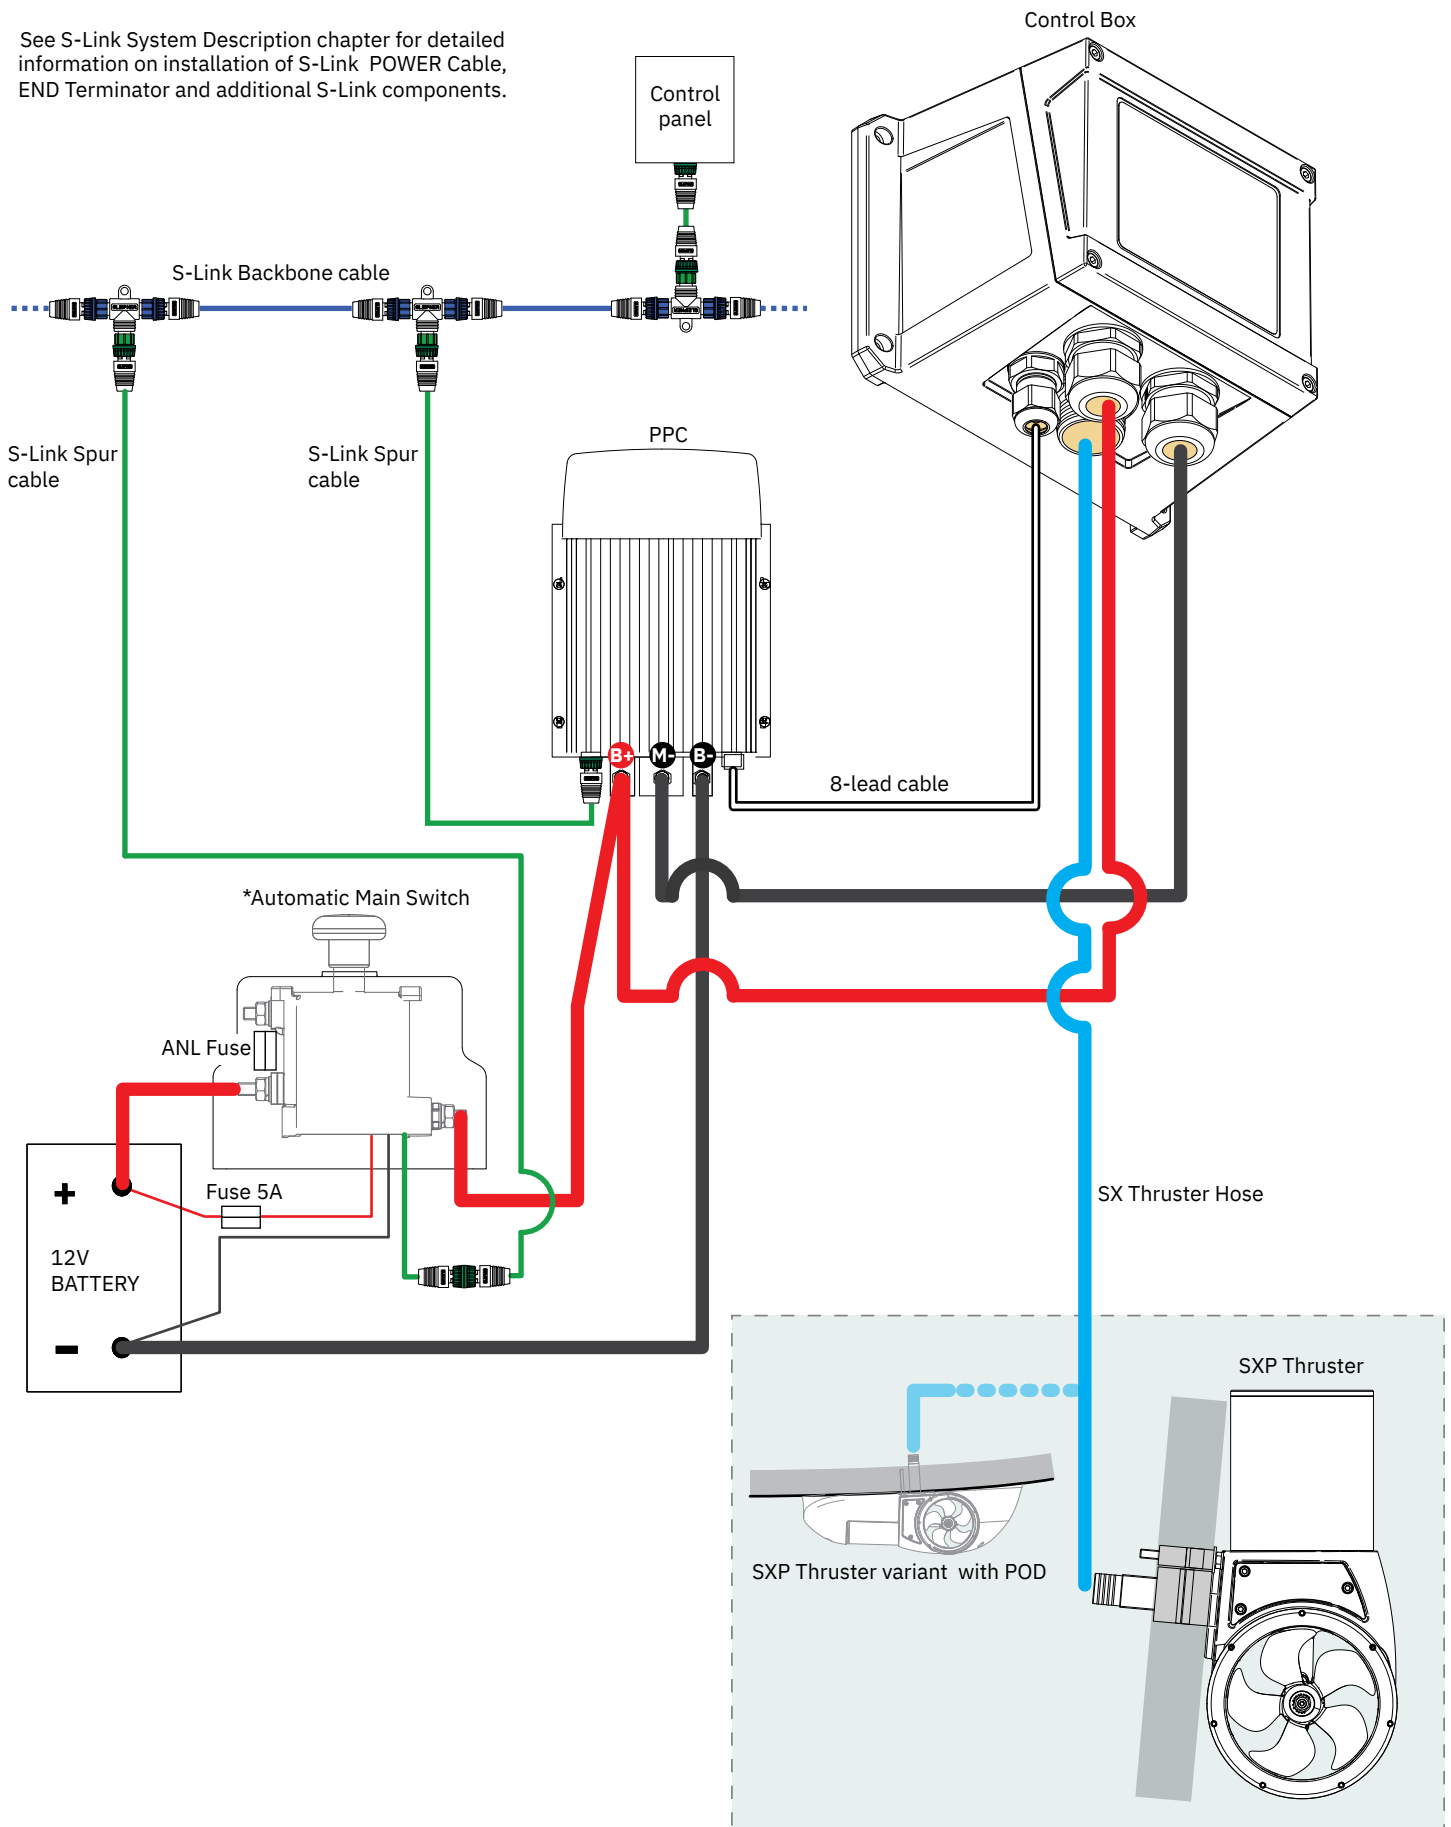 Control Box
See S-Link System Description chapter for detailed
information on installation of S-Link POWER Cable,
END Terminator and additional S-Link components.
Control
panel
S-Link Backbone cable
S-Link Spur
cable
S-Link Spur
cable
PPC
B+
M-
B-
8-lead cable
*Automatic Main Switch
ANL Fuse
Fuse 5A
+
12V
BATTERY
-
SX Thruster Hose
SXP Thruster
SXP Thruster variant with POD